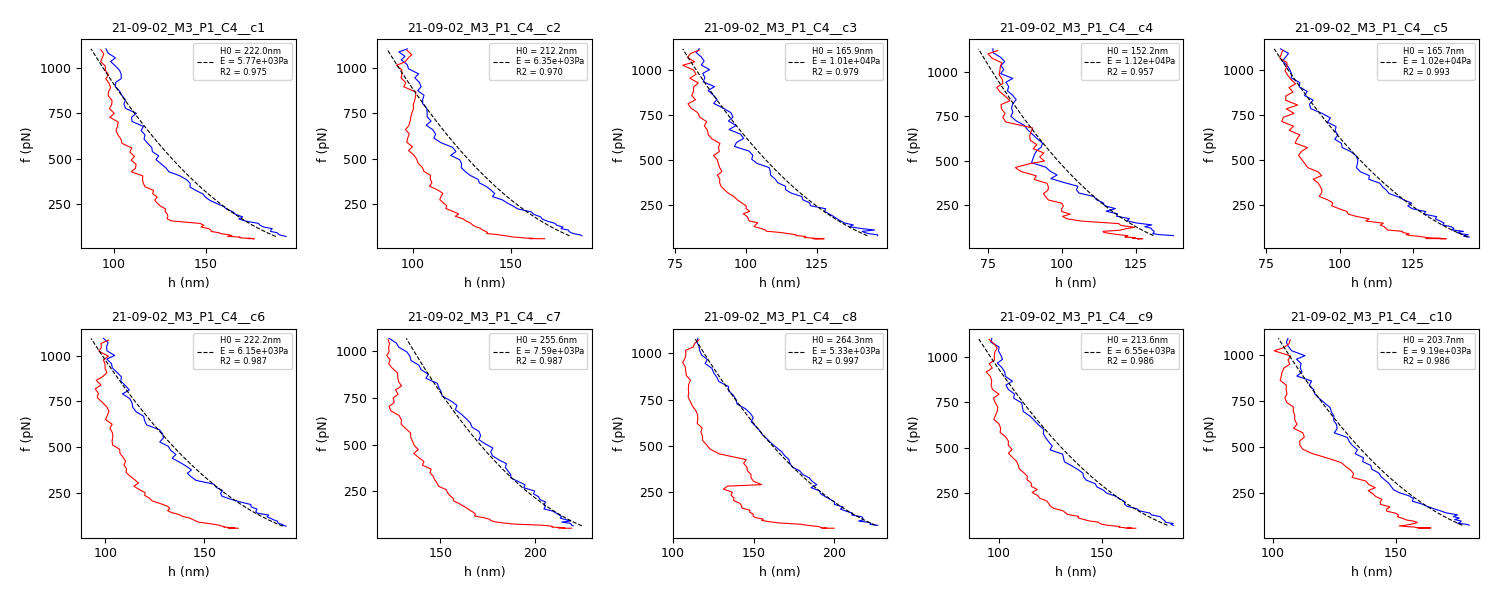 21-09-02_M3_P1_C4__c1
H0 = 222.0nm
E = 5.77e+03Pa
R2 = 0.975
1000
750
500
250
f (pN)
100
150
h (nm)
21-09-02_M3_P1_C4__c2
H0 = 212.2nm
E = 6.35e+03Pa
R2 = 0.970
1000
750
500
250
f (pN)
100
150
h (nm)
21-09-02_M3_P1_C4__c3
H0 = 165.9nm
E = 1.01e+04Pa
R2 = 0.979
1000
750
500
250
f (pN)
75
100
125
h (nm)
21-09-02_M3_P1_C4__c4
H0 = 152.2nm
E = 1.12e+04Pa
R2 = 0.957
1000
750
500
250
f (pN)
75
100
125
h (nm)
21-09-02_M3_P1_C4__c5
H0 = 165.7nm
E = 1.02e+04Pa
R2 = 0.993
1000
750
500
250
f (pN)
75
100
125
h (nm)
21-09-02_M3_P1_C4__c6
H0 = 222.2nm
E = 6.15e+03Pa
R2 = 0.987
1000
750
500
250
f (pN)
100
150
h (nm)
21-09-02_M3_P1_C4__c7
H0 = 255.6nm
E = 7.59e+03Pa
R2 = 0.987
1000
750
500
250
f (pN)
150
200
h (nm)
21-09-02_M3_P1_C4__c8
H0 = 264.3nm
E = 5.33e+03Pa
R2 = 0.997
1000
750
500
250
f (pN)
100
150
200
h (nm)
21-09-02_M3_P1_C4__c9
H0 = 213.6nm
E = 6.55e+03Pa
R2 = 0.986
1000
750
500
250
f (pN)
100
150
h (nm)
21-09-02_M3_P1_C4__c10
H0 = 203.7nm
E = 9.19e+03Pa
R2 = 0.986
1000
750
500
250
f (pN)
100
150
h (nm)